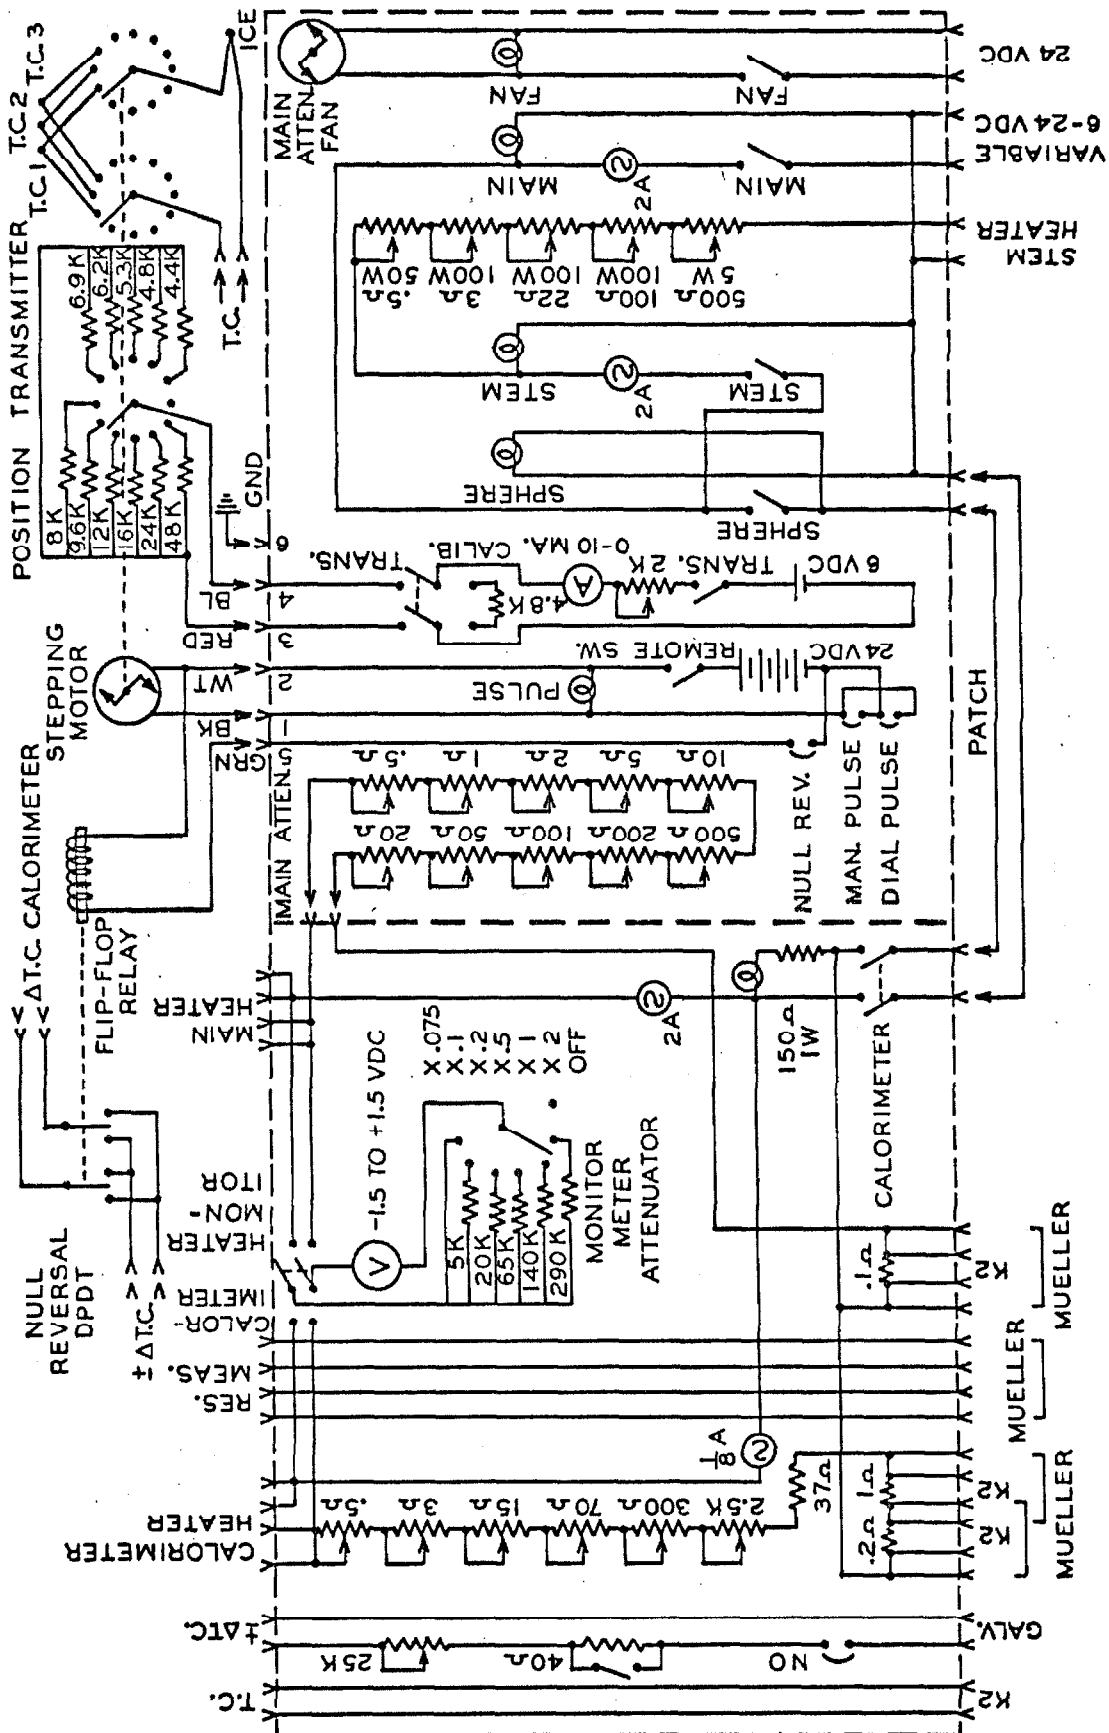 POSITION TRANSMITTER
T.C.1 T.C.2 T.C.3
8K
9.6K
12K
16K
24K
48K
6.9K
6.2K
5.3K
4.8K
4.4K
T.C.
ICE
GND
STEPPING
MOTOR
ΔT.C. CALORIMETER
FLIP-FLOP
RELAY
NULL
REVERSAL
DPDT
± ΔT.C.
GRN
BK
WT
RED
BL
5
1
2
3
4
6
MAIN
ATTEN.
FAN
FAN
FAN
24 VDC
MAIN
2A
MAIN
VARIABLE
6-24 VDC
.5Ω
50W
3Ω
100W
22Ω
100W
100Ω
100W
500Ω
5W
STEM
HEATER
STEM
2A
STEM
SPHERE
SPHERE
TRANS.
CALIB.
4.8K
0-10 MA.
A
TRANS. 2K
6 VDC
PULSE
REMOTE SW.
24VDC
NULL REV.
MAN. PULSE
DIAL PULSE
PATCH
MAIN ATTEN.
.5Ω
1Ω
2Ω
5Ω
10Ω
20Ω
50Ω
100Ω
200Ω
500Ω
MAIN
HEATER
2A
150Ω
1W
CALORIMETER
-1.5 TO +1.5 VDC
V
X .075
X .1
X .2
X .5
X 1
X 2
OFF
5K
20K
65K
140K
290K
MONITOR
METER
ATTENUATOR
HEATER
MON-
ITOR
CALOR-
IMETER
MEAS.
RES.
.1Ω
K2
MUELLER
MUELLER
1/8 A
CALORIMETER
HEATER
.5Ω
3Ω
15Ω
70Ω
300Ω
2.5K
37Ω
.2Ω
1Ω
K2
K2
MUELLER
MUELLER
±ΔTC.
25K
40Ω
NO
GALV.
T.C.
K2